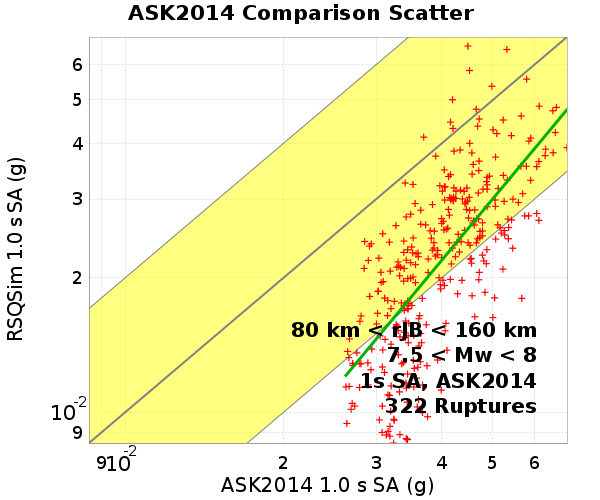 ASK2014 Comparison Scatter
RSQSim 1.0 s SA (g)
6
5
4
3
2
10-2
9
80 km < rJB < 160 km
7.5 < Mw < 8
1s SA, ASK2014
322 Ruptures
9 10-2 2 3 4 5 6
ASK2014 1.0 s SA (g)